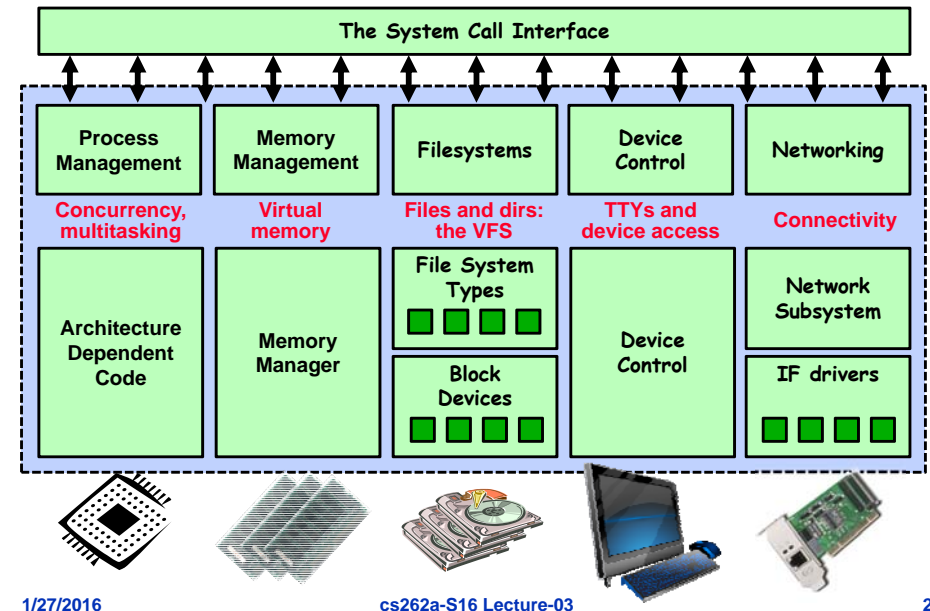 The System Call Interface
Process
Management
Memory
Management
Filesystems
Device
Control
Networking
Concurrency,
multitasking
Virtual
memory
Files and dirs:
the VFS
TTYs and
device access
Connectivity
Architecture
Dependent
Code
Memory
Manager
File System
Types
Block
Devices
Device
Control
Network
Subsystem
IF drivers
1/27/2016
cs262a-S16 Lecture-03
2